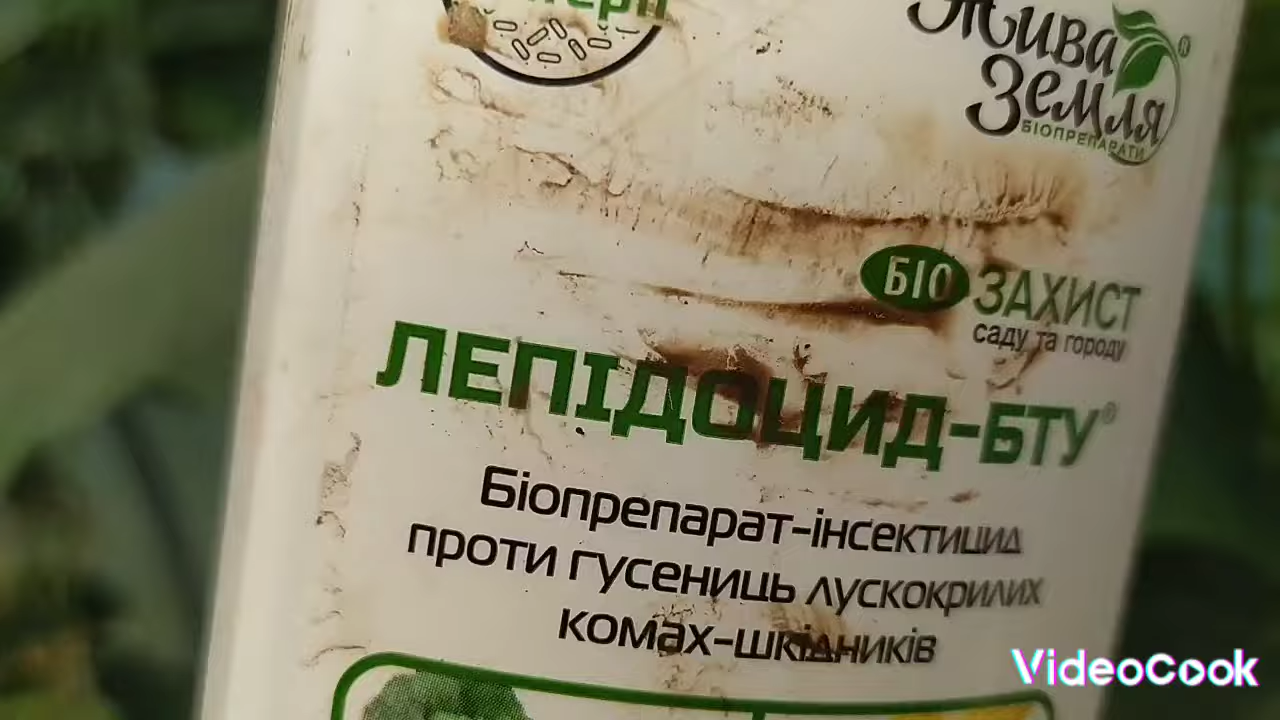 Жива
Земля®
БІОПРЕПАРАТИ
БІО ЗАХИСТ
саду та городу
ЛЕПІДОЦИД-БТУ®
Біопрепарат-інсектицид
проти гусениць лускокрилих
комах-шкідників
VideoCook